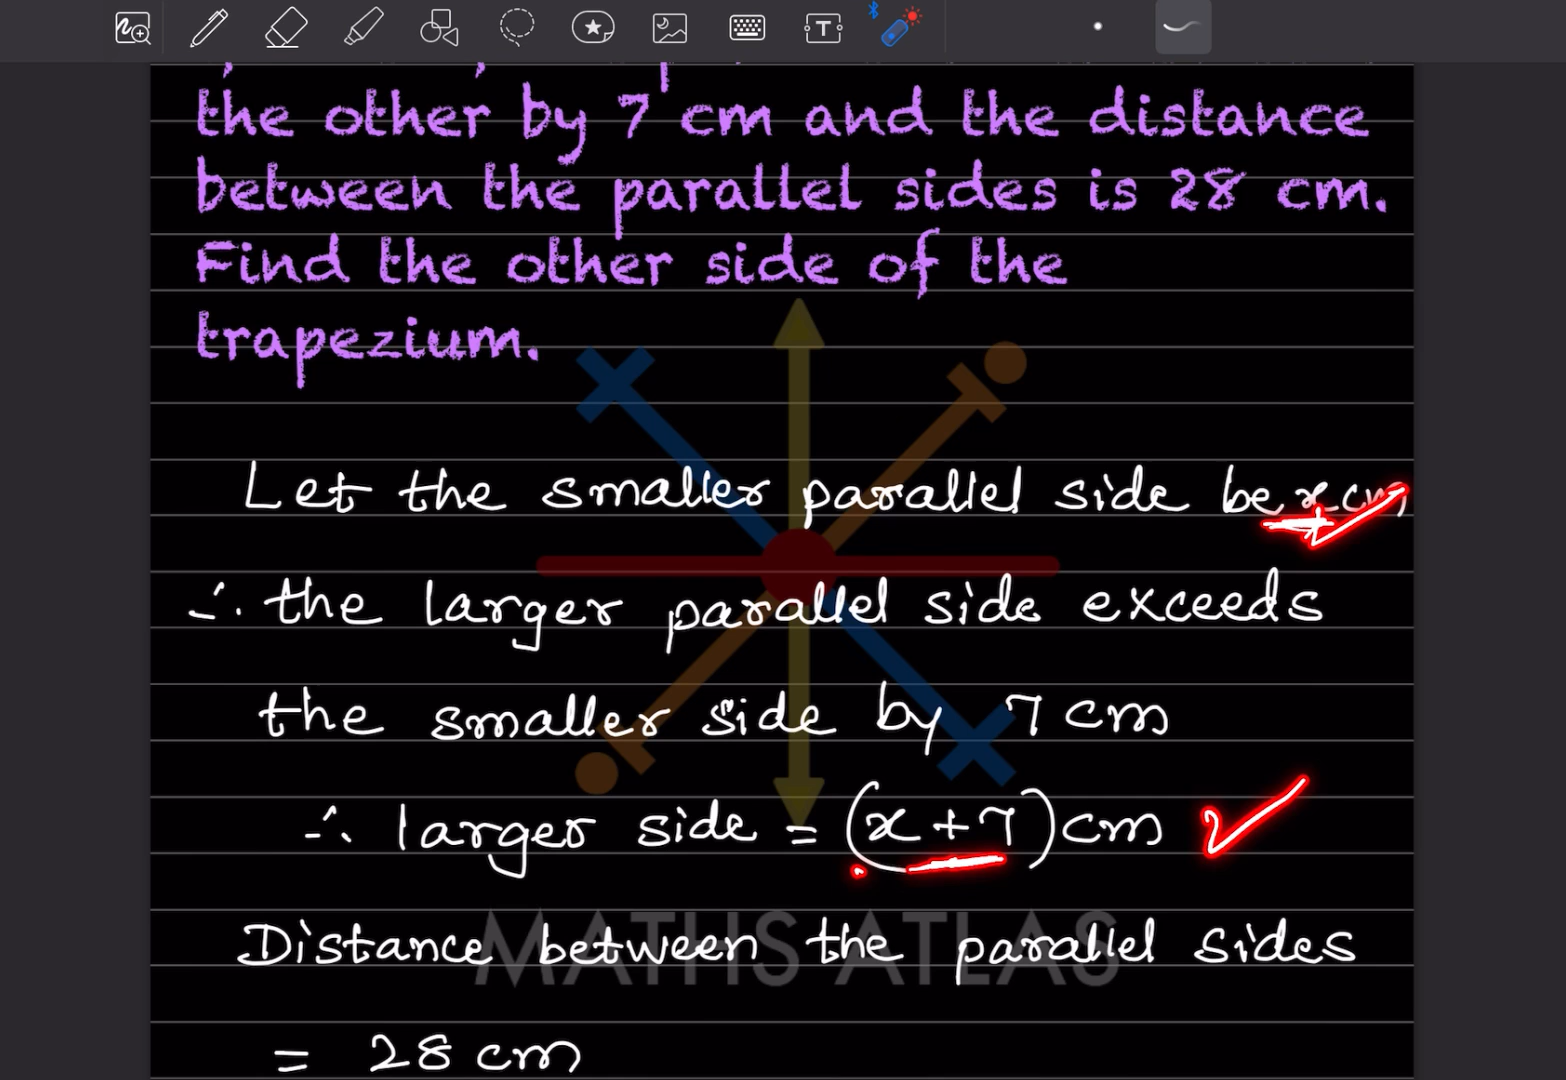 the other by 7 cm and the distance
between the parallel sides is 28 cm.
Find the other side of the
trapezium.
Let the smaller parallel side be x cm
∴ the larger parallel side exceeds
the smaller side by 7 cm
∴ larger side = (x+7) cm
Distance between the parallel sides
= 28 cm
MATHS ATLAS